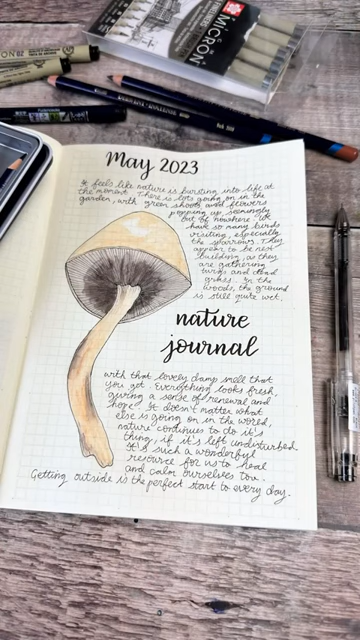 PIGMA
MICRON
May 2023
It feels like nature is bursting into life at
the moment. There is lots going on in the
garden, with green shoots and flowers
popping up, seemingly
out of nowhere. We
have so many birds
visiting, especially
the sparrows. They
appear to be nest
building, as they
are gathering
twigs and dead
grass. In the
woods, the ground
is still quite wet,
nature
journal
with that lovely damp smell that
you get. Everything looks fresh,
giving a sense of renewal and
hope. It doesn't matter what
else is going on in the world,
nature continues to do it's
thing, if it's left undisturbed.
It's such a wonderful
resource for us to heal
and calm ourselves too.
Getting outside is the perfect start to every day.